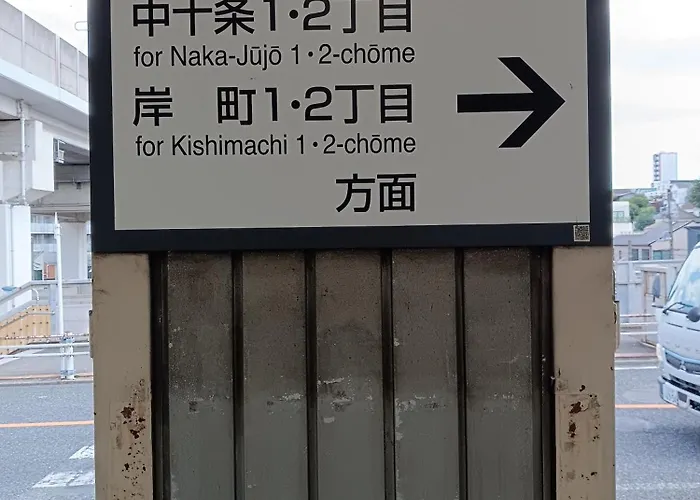 中十条1・2丁目
for Naka-Jūjō 1・2-chōme
岸　町1・2丁目
for Kishimachi 1・2-chōme
方面